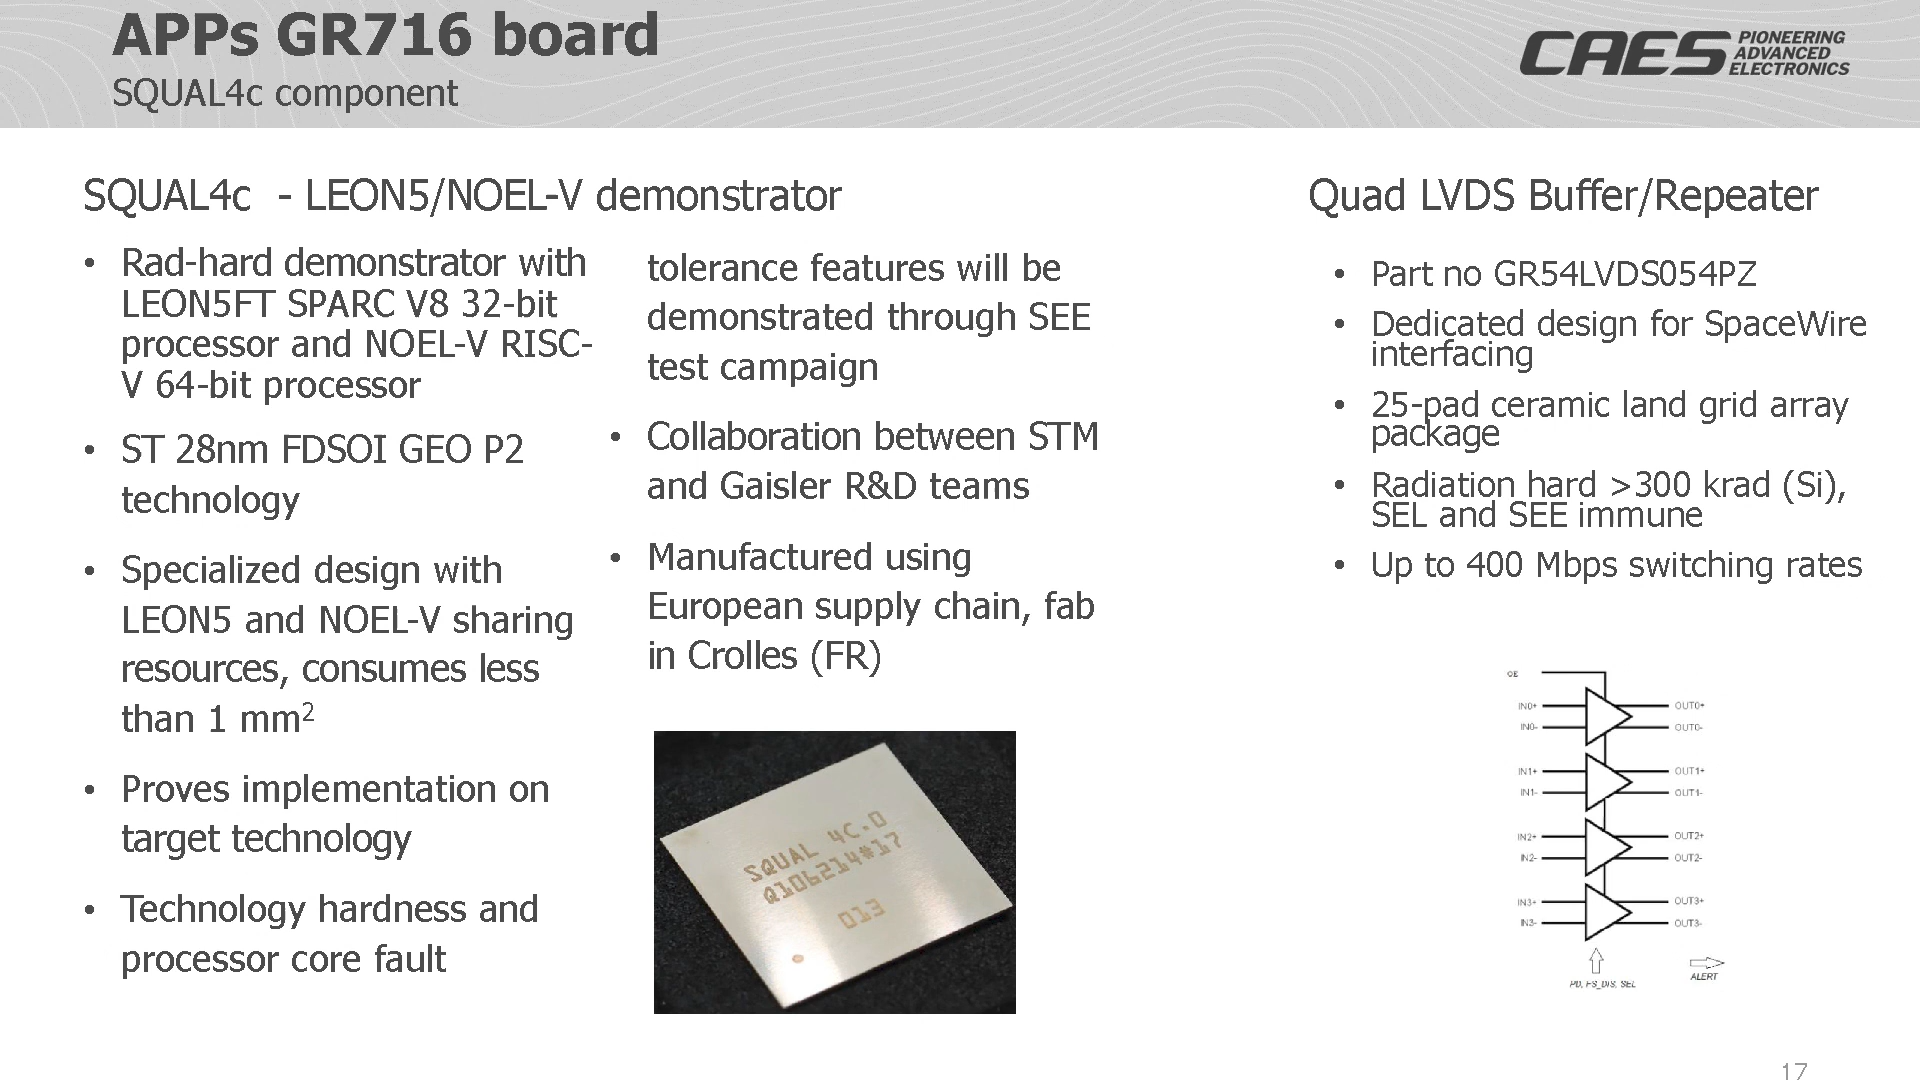 APPs GR716 board
SQUAL4c component
CAES PIONEERING
ADVANCED
ELECTRONICS
SQUAL4c - LEON5/NOEL-V demonstrator
• Rad-hard demonstrator with
LEON5FT SPARC V8 32-bit
processor and NOEL-V RISC-
V 64-bit processor
• ST 28nm FDSOI GEO P2
technology
• Specialized design with
LEON5 and NOEL-V sharing
resources, consumes less
than 1 mm²
• Proves implementation on
target technology
• Technology hardness and
processor core fault
tolerance features will be
demonstrated through SEE
test campaign
• Collaboration between STM
and Gaisler R&D teams
• Manufactured using
European supply chain, fab
in Crolles (FR)
SQUAL 4C.0
Q106214#17
013
Quad LVDS Buffer/Repeater
• Part no GR54LVDS054PZ
• Dedicated design for SpaceWire
interfacing
• 25-pad ceramic land grid array
package
• Radiation hard >300 krad (Si),
SEL and SEE immune
• Up to 400 Mbps switching rates
OE
IN0+ OUT0+
IN0- OUT0-
IN1+ OUT1+
IN1- OUT1-
IN2+ OUT2+
IN2- OUT2-
IN3+ OUT3+
IN3- OUT3-
PD, FS_DIS, SEL
ALERT
17